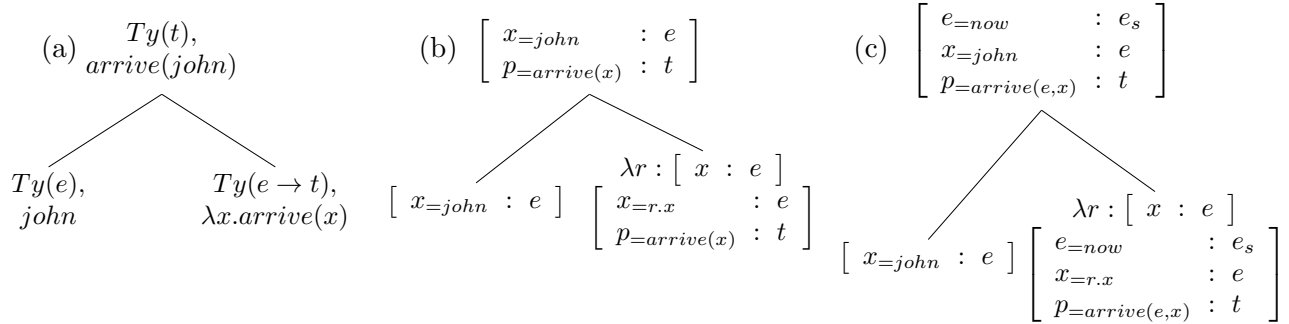 (a) Ty(t),
arrive(john)
Ty(e),
john
Ty(e → t),
λx.arrive(x)
(b) [ x=john : e
p=arrive(x) : t ]
[ x=john : e ]
λr : [ x : e ]
[ x=r.x : e
p=arrive(x) : t ]
(c) [ e=now : es
x=john : e
p=arrive(e,x) : t ]
[ x=john : e ]
λr : [ x : e ]
[ e=now : es
x=r.x : e
p=arrive(e,x) : t ]